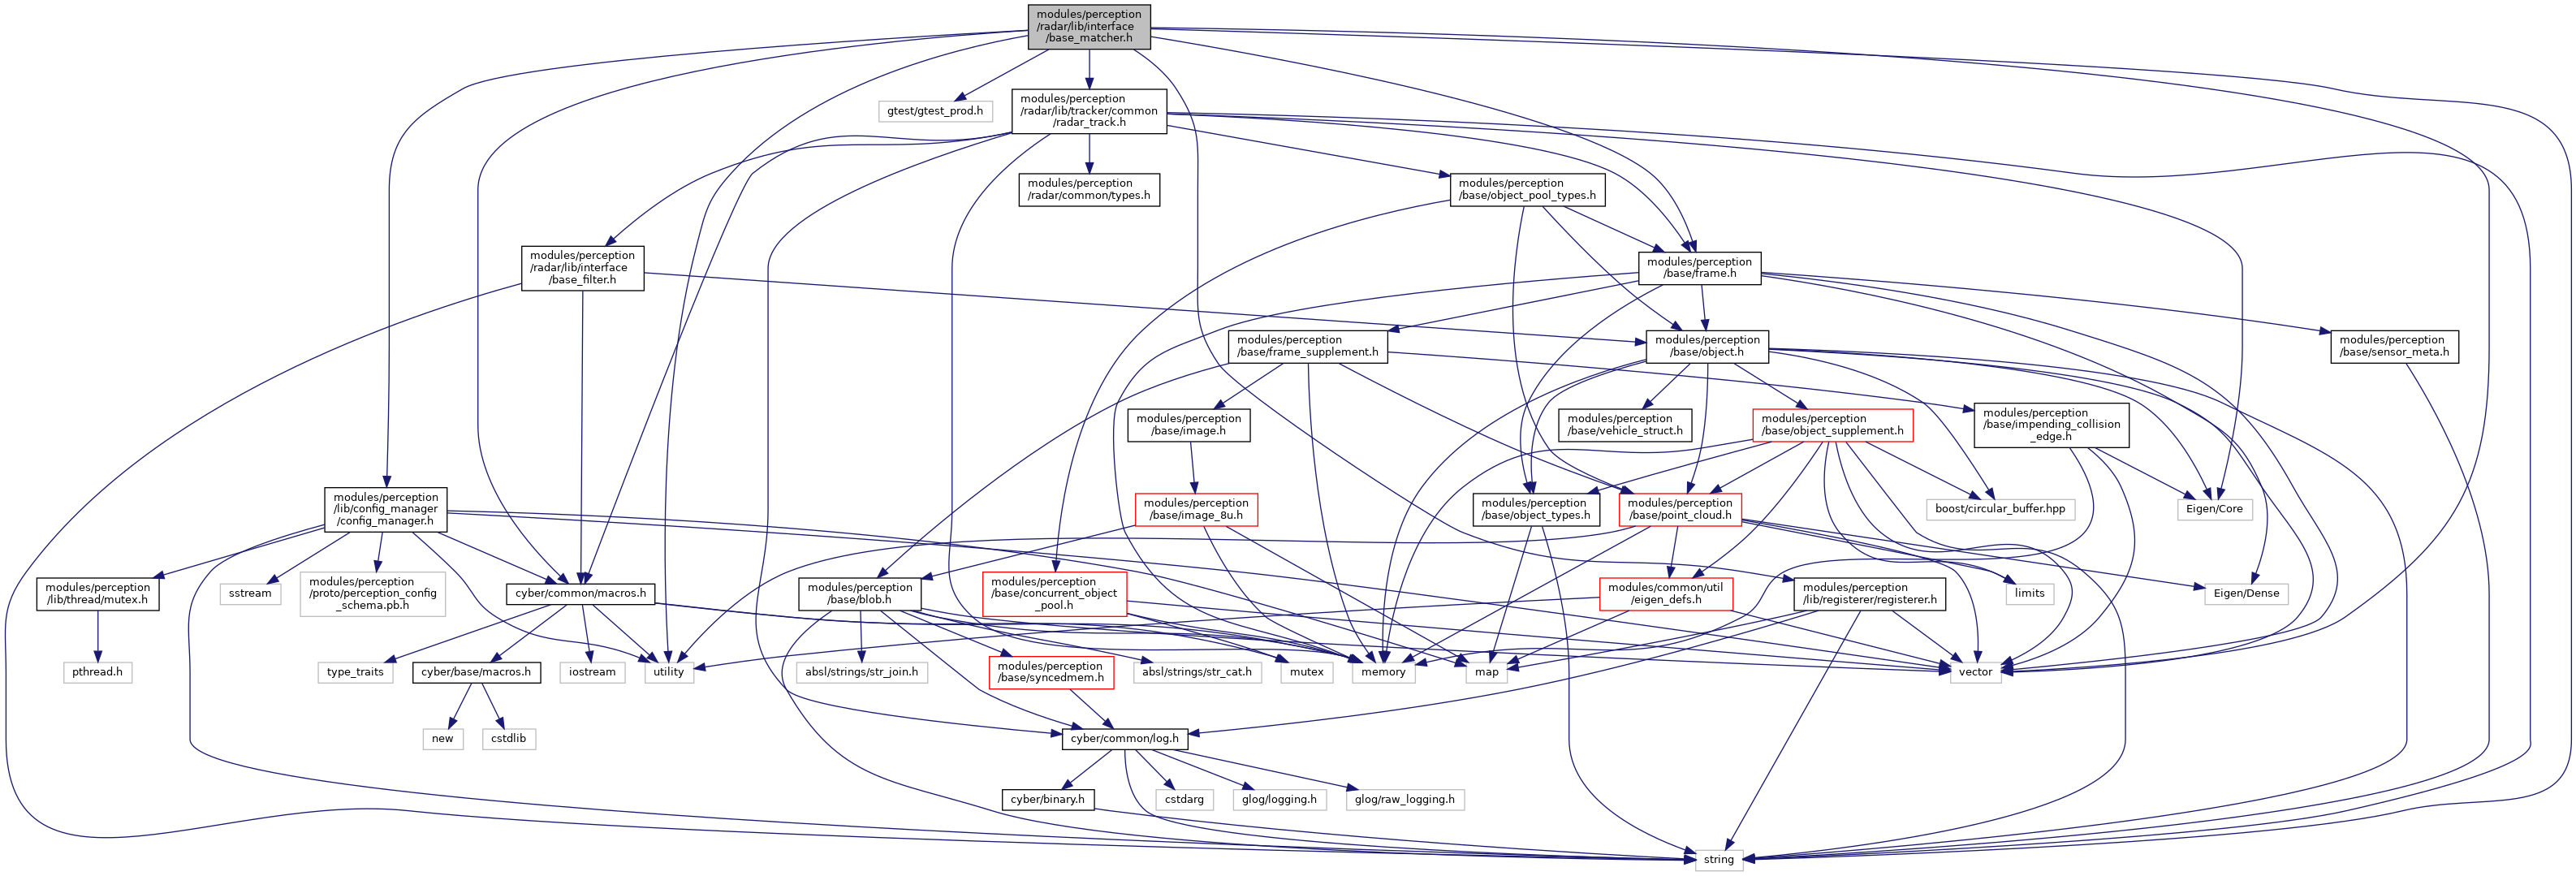 modules/perception
/radar/lib/interface
/base_matcher.h
gtest/gtest_prod.h
modules/perception
/radar/lib/tracker/common
/radar_track.h
modules/perception
/radar/common/types.h
modules/perception
/base/object_pool_types.h
modules/perception
/radar/lib/interface
/base_filter.h
modules/perception
/base/frame.h
modules/perception
/base/frame_supplement.h
modules/perception
/base/object.h
modules/perception
/base/sensor_meta.h
modules/perception
/base/image.h
modules/perception
/base/vehicle_struct.h
modules/perception
/base/object_supplement.h
modules/perception
/base/impending_collision
_edge.h
modules/perception
/lib/config_manager
/config_manager.h
modules/perception
/base/image_8u.h
modules/perception
/base/object_types.h
modules/perception
/base/point_cloud.h
boost/circular_buffer.hpp
Eigen/Core
modules/perception
/lib/thread/mutex.h
sstream
modules/perception
/proto/perception_config
_schema.pb.h
cyber/common/macros.h
modules/perception
/base/blob.h
modules/perception
/base/concurrent_object
_pool.h
modules/common/util
/eigen_defs.h
modules/perception
/lib/registerer/registerer.h
limits
Eigen/Dense
pthread.h
type_traits
cyber/base/macros.h
iostream
utility
absl/strings/str_join.h
modules/perception
/base/syncedmem.h
absl/strings/str_cat.h
mutex
memory
map
vector
new
cstdlib
cyber/common/log.h
cyber/binary.h
cstdarg
glog/logging.h
glog/raw_logging.h
string